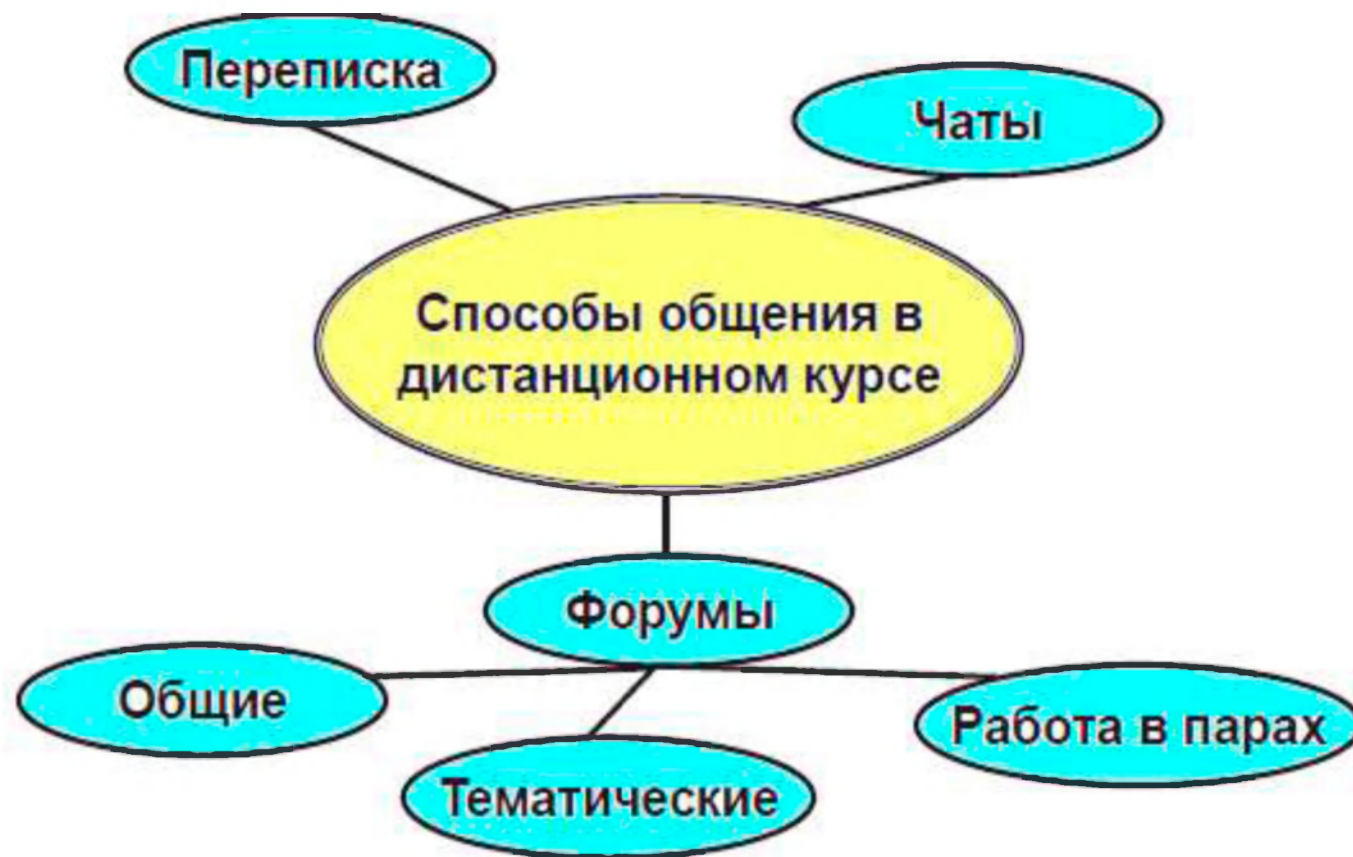 Переписка
Чаты
Способы общения в
дистанционном курсе
Форумы
Общие
Работа в парах
Тематические